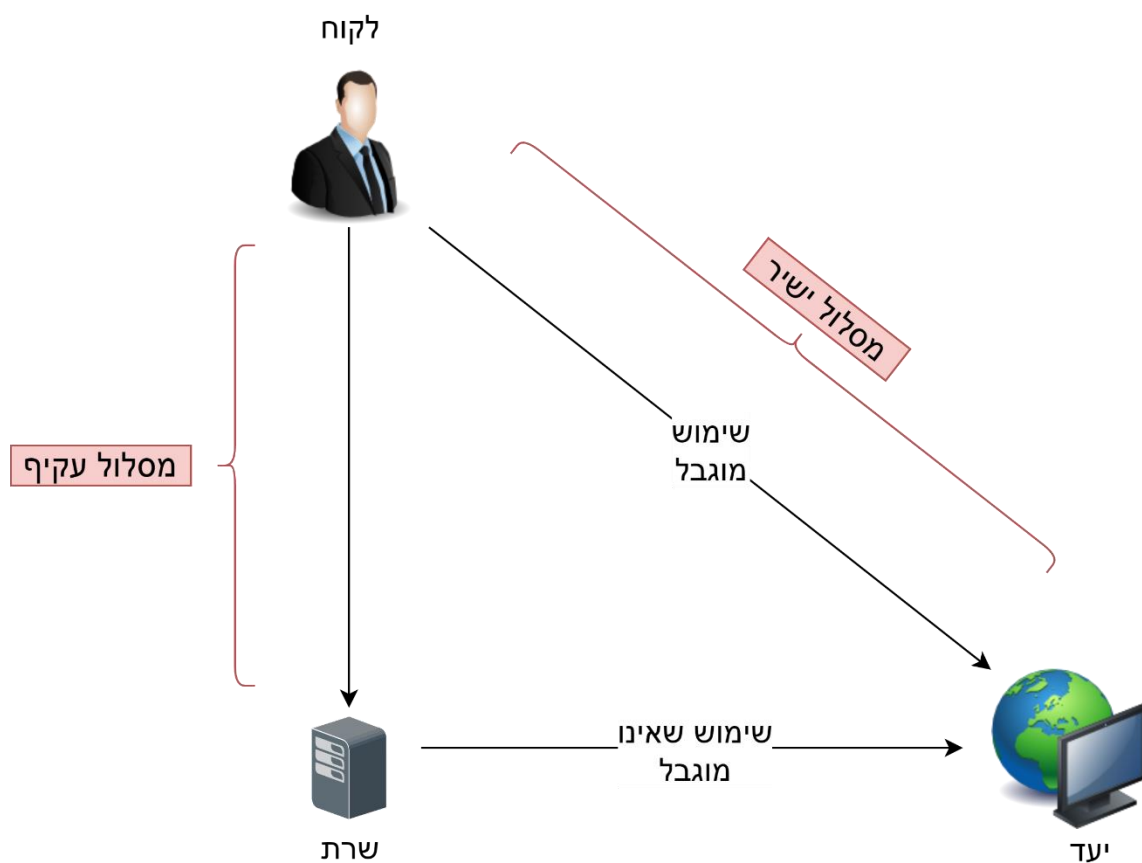 לקוח
מסלול ישיר
שימוש
מוגבל
מסלול עקיף
שימוש שאינו
מוגבל
שרת
יעד